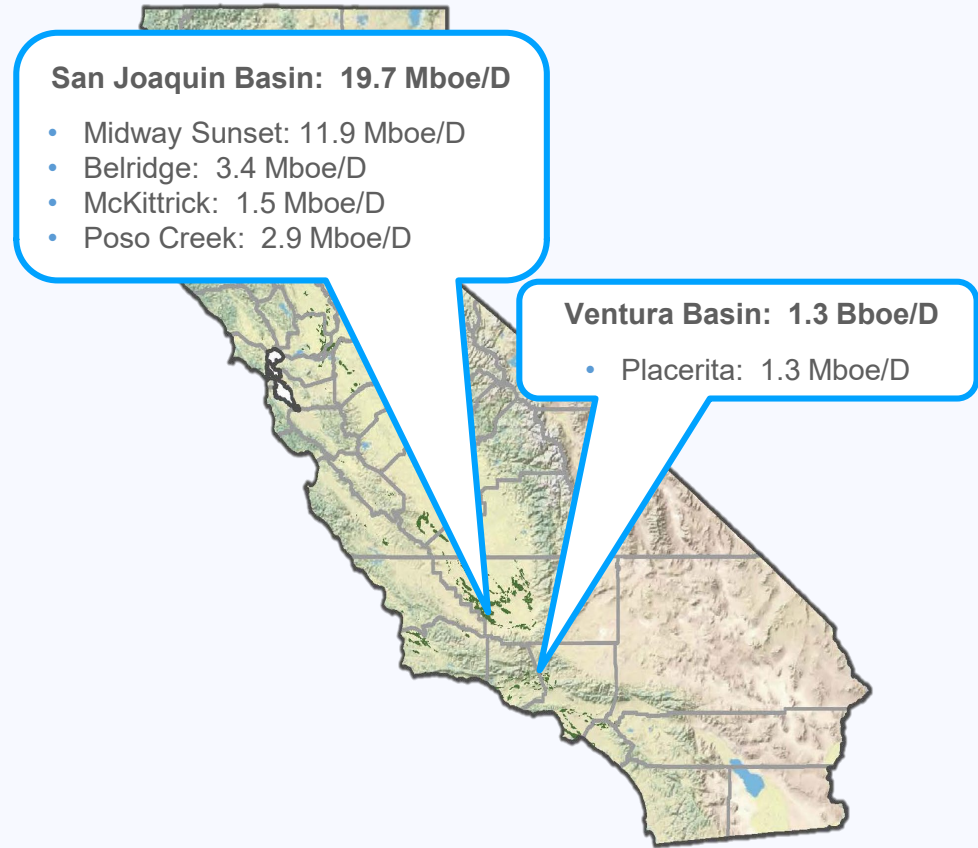 San Joaquin Basin: 19.7 Mboe/D
• Midway Sunset: 11.9 Mboe/D
• Belridge: 3.4 Mboe/D
• McKittrick: 1.5 Mboe/D
• Poso Creek: 2.9 Mboe/D
Ventura Basin: 1.3 Bboe/D
• Placerita: 1.3 Mboe/D